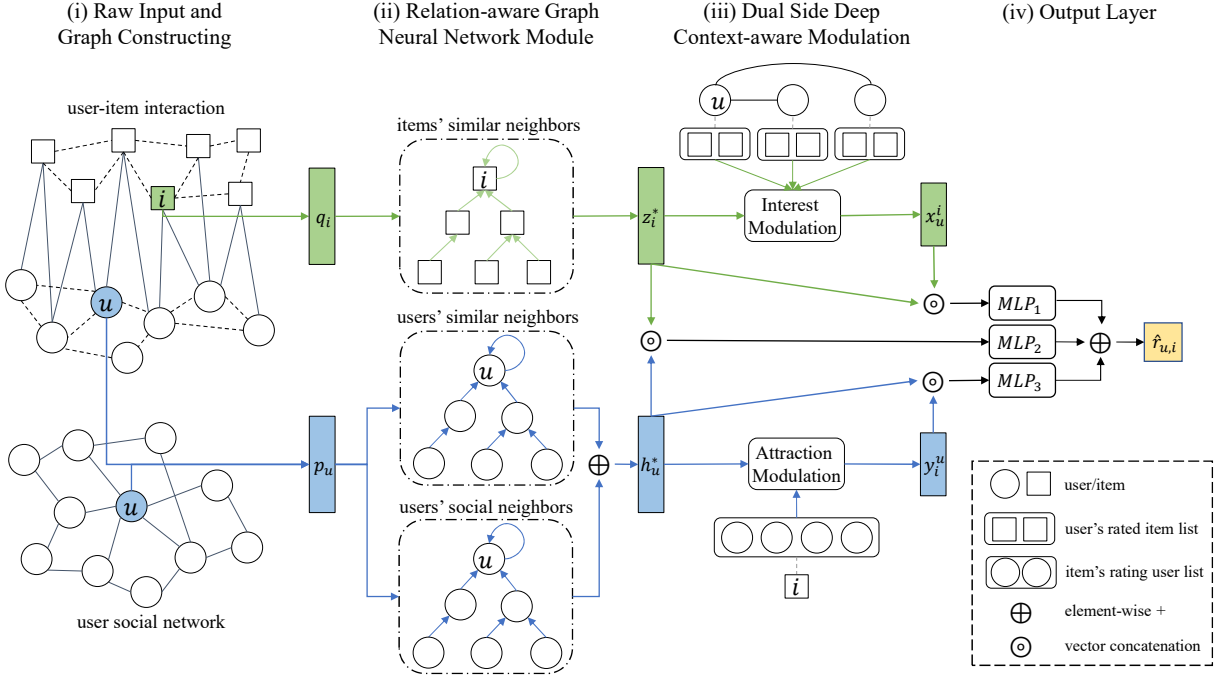 (i) Raw Input and
Graph Constructing
(ii) Relation-aware Graph
Neural Network Module
(iii) Dual Side Deep
Context-aware Modulation
(iv) Output Layer
user-item interaction
i
u
u
user social network
q_i
p_u
items’ similar neighbors
i
users’ similar neighbors
u
users’ social neighbors
u
z_i^*
h_u^*
u
Interest
Modulation
x_u^i
Attraction
Modulation
y_i^u
i
MLP_1
MLP_2
MLP_3
r̂_{u,i}
user/item
user’s rated item list
item’s rating user list
element-wise +
vector concatenation